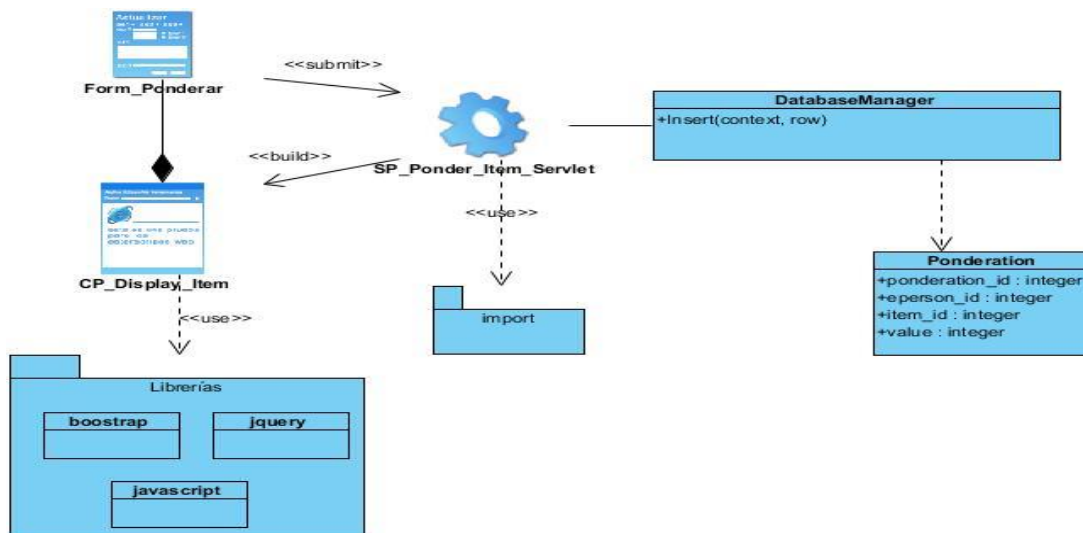 Form_Ponderar
<<submit>>
DatabaseManager
+Insert(context, row)
<<build>>
SP_Ponder_Item_Servlet
<<use>>
CP_Display_Item
<<use>>
import
Ponderation
+ponderation_id : integer
+eperson_id : integer
+item_id : integer
+value : integer
Librerías
boostrap
jquery
javascript